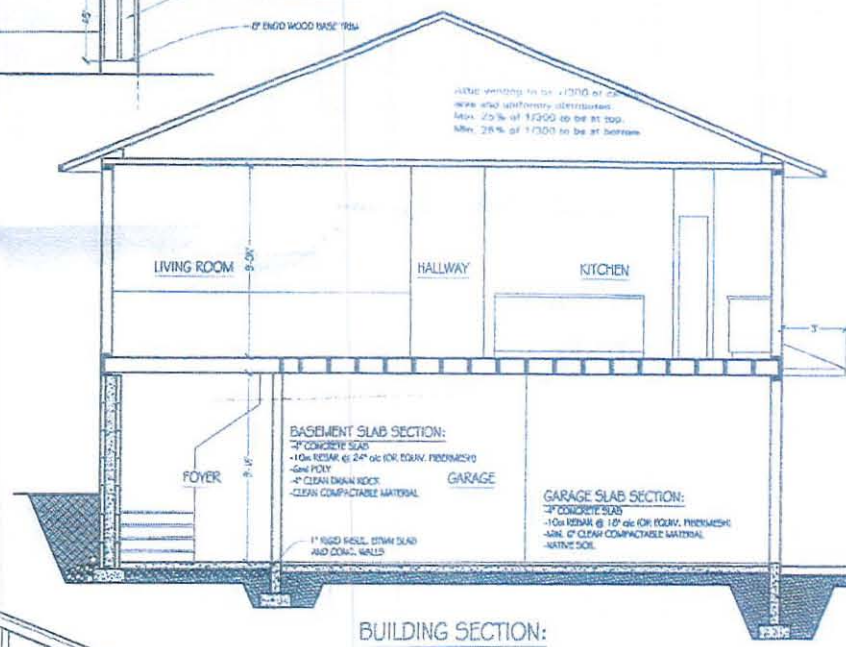 8" ENGD WOOD BASE TRIM
Attic venting to be 1/300 of
area and uniformly distributed.
Min. 25% of 1/300 to be at top.
Min. 25% of 1/300 to be at bottom.
LIVING ROOM
HALLWAY
KITCHEN
3'
BASEMENT SLAB SECTION:
-4" CONCRETE SLAB
-10m REBAR @ 24" o/c (OR EQUIV. FIBERMESH)
-6mil POLY
-4" CLEAN DRAIN ROCK
-CLEAN COMPACTABLE MATERIAL
FOYER
GARAGE
GARAGE SLAB SECTION:
-4" CONCRETE SLAB
-10m REBAR @ 18" o/c (OR EQUIV. FIBERMESH)
-MIN. 6" CLEAN COMPACTABLE MATERIAL
-NATIVE SOIL
1" RIGID INSUL. BTWN SLAB
AND CONC. WALLS
BUILDING SECTION: